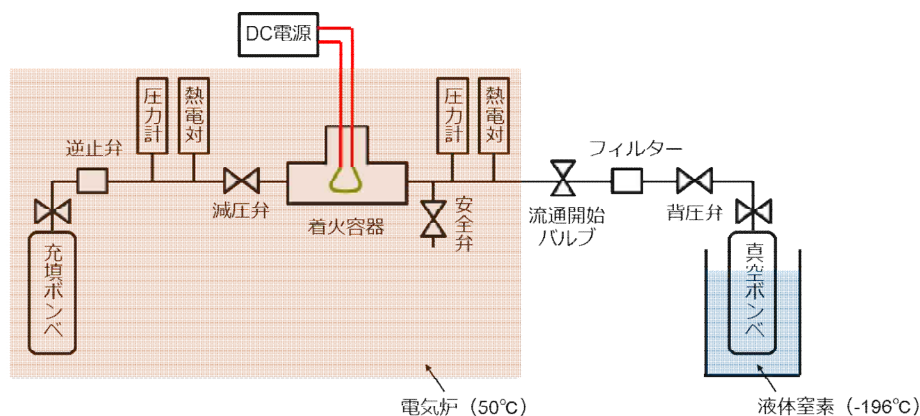 DC電源
圧力計
熱電対
圧力計
熱電対
逆止弁
フィルター
減圧弁
着火容器
安全弁
流通開始
バルブ
背圧弁
充填ボンベ
真空ボンベ
電気炉（50℃）
液体窒素（-196℃）